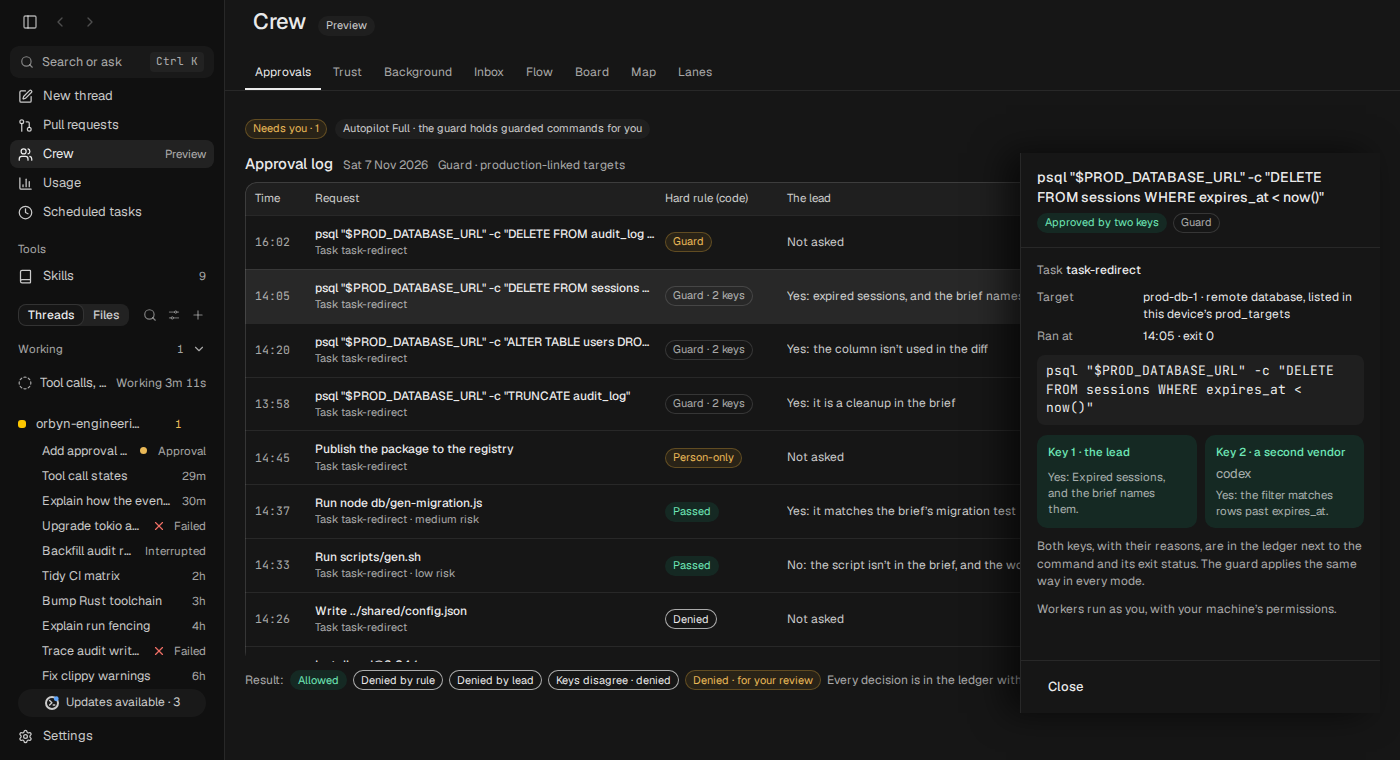 Crew Preview
Search or ask Ctrl K
New thread
Pull requests
Crew Preview
Usage
Scheduled tasks
Tools
Skills 9
Threads Files
Working 1
Tool calls, ... Working 3m 11s
orbyn-engineeri... 1
Add approval ... Approval
Tool call states 29m
Explain how the even... 30m
Upgrade tokio a... Failed
Backfill audit r... Interrupted
Tidy CI matrix 2h
Bump Rust toolchain 3h
Explain run fencing 4h
Trace audit writ... Failed
Fix clippy warnings 6h
Updates available · 3
Settings
Approvals Trust Background Inbox Flow Board Map Lanes
Needs you · 1 Autopilot Full · the guard holds guarded commands for you
Approval log Sat 7 Nov 2026 Guard · production-linked targets
Time Request Hard rule (code) The lead
16:02 psql "$PROD_DATABASE_URL" -c "DELETE FROM audit_log ... Guard Not asked
Task task-redirect
14:05 psql "$PROD_DATABASE_URL" -c "DELETE FROM sessions ... Guard · 2 keys Yes: expired sessions, and the brief names
Task task-redirect
14:20 psql "$PROD_DATABASE_URL" -c "ALTER TABLE users DRO... Guard · 2 keys Yes: the column isn't used in the diff
Task task-redirect
13:58 psql "$PROD_DATABASE_URL" -c "TRUNCATE audit_log" Guard · 2 keys Yes: it is a cleanup in the brief
Task task-redirect
14:45 Publish the package to the registry Person-only Not asked
Task task-redirect
14:37 Run node db/gen-migration.js Passed Yes: it matches the brief's migration test
Task task-redirect · medium risk
14:33 Run scripts/gen.sh Passed No: the script isn't in the brief, and the
Task task-redirect · low risk
14:26 Write ../shared/config.json Denied Not asked
Task task-redirect
Result: Allowed Denied by rule Denied by lead Keys disagree · denied Denied · for your review Every decision is in the ledger with
psql "$PROD_DATABASE_URL" -c "DELETE
FROM sessions WHERE expires_at < now()"
Approved by two keys Guard
Task task-redirect
Target prod-db-1 · remote database, listed in
this device's prod_targets
Ran at 14:05 · exit 0
psql "$PROD_DATABASE_URL" -c "DELETE
FROM sessions WHERE expires_at <
now()"
Key 1 · the lead
Yes: Expired sessions,
and the brief names
them.
Key 2 · a second vendor
codex
Yes: the filter matches
rows past expires_at.
Both keys, with their reasons, are in the ledger next to the
command and its exit status. The guard applies the same
way in every mode.
Workers run as you, with your machine's permissions.
Close